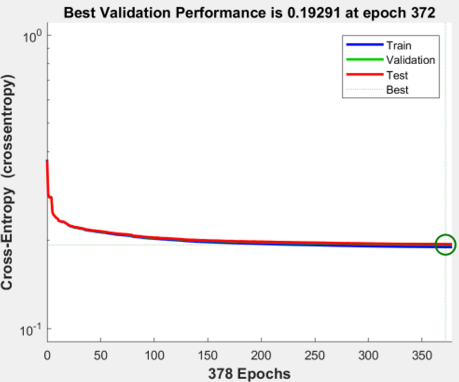 Best Validation Performance is 0.19291 at epoch 372
Cross-Entropy (crossentropy)
10⁰
10⁻¹
Train
Validation
Test
Best
0 50 100 150 200 250 300 350
378 Epochs